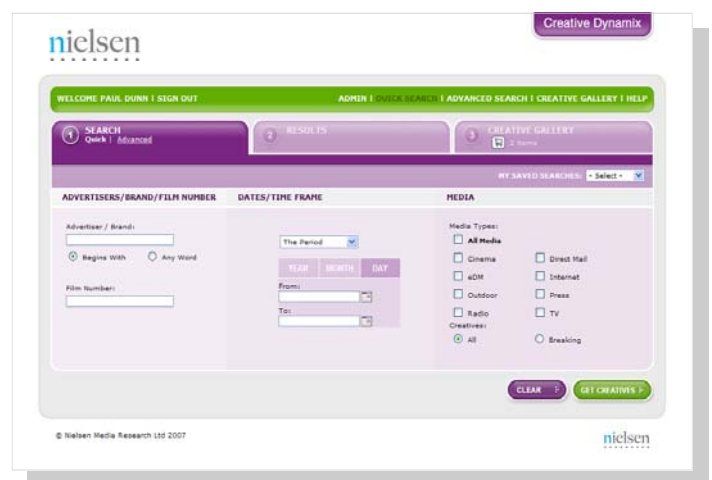 Creative Dynamix
nielsen
WELCOME PAUL DUNN | SIGN OUT
ADMIN | QUICK SEARCH | ADVANCED SEARCH | CREATIVE GALLERY | HELP
1 SEARCH
Quick | Advanced
2 RESULTS
3 CREATIVE GALLERY
2 Items
MY SAVED SEARCHES: - Select -
ADVERTISERS/BRAND/FILM NUMBER
DATES/TIME FRAME
MEDIA
Advertiser / Brand:
Begins With
Any Word
Film Number:
The Period
YEAR MONTH DAY
From:
To:
Media Types:
All Media
Cinema
Direct Mail
eDM
Internet
Outdoor
Press
Radio
TV
Creatives:
All
Breaking
CLEAR
GET CREATIVES
© Nielsen Media Research Ltd 2007
nielsen